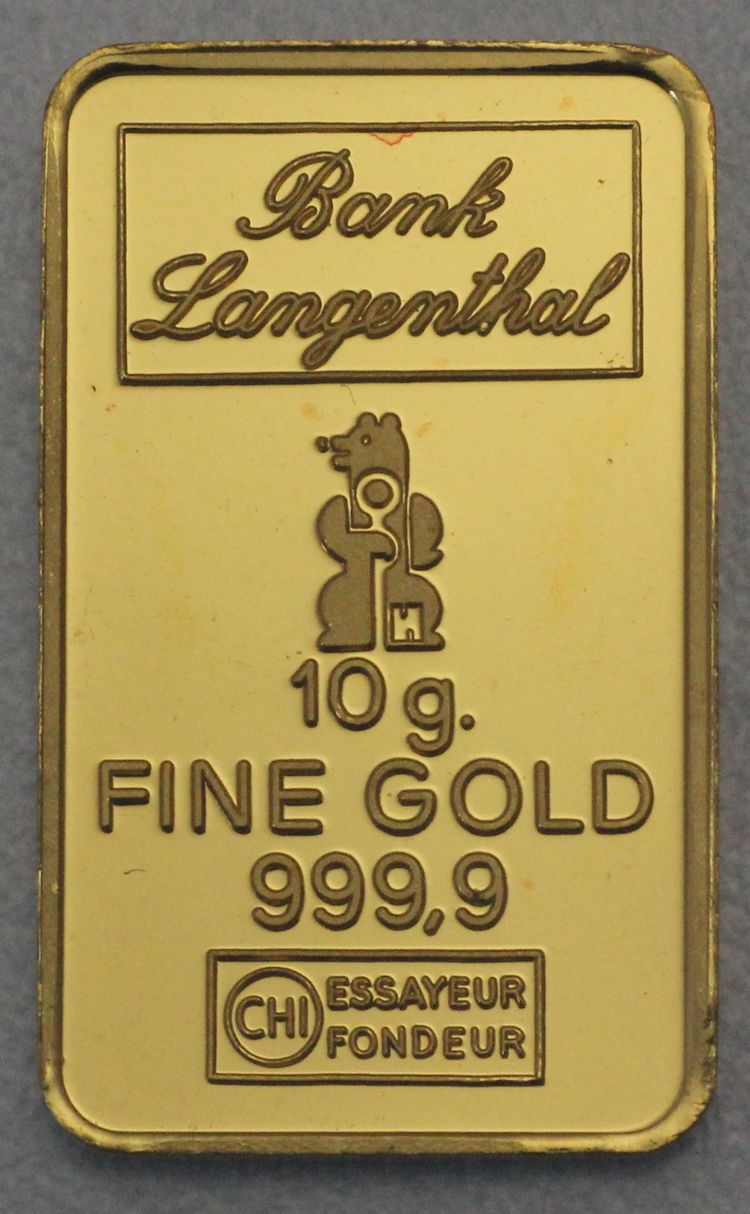 Bank
Langenthal
10 g.
FINE GOLD
999,9
CHI ESSAYEUR
FONDEUR